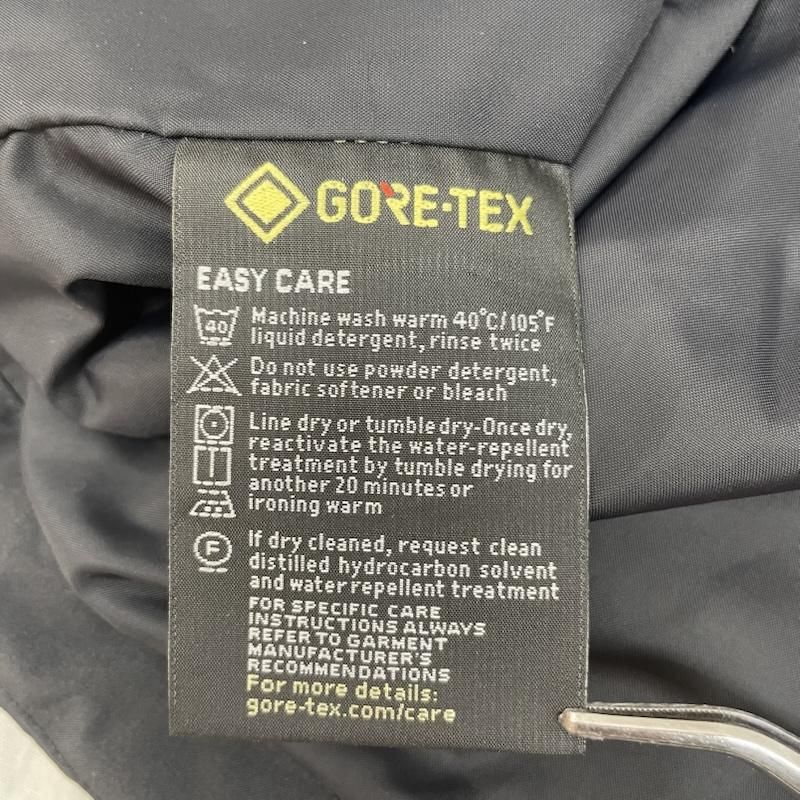 GORE-TEX
EASY CARE
40
Machine wash warm 40°C/105°F
liquid detergent, rinse twice
Do not use powder detergent,
fabric softener or bleach
Line dry or tumble dry-Once dry,
reactivate the water-repellent
treatment by tumble drying for
another 20 minutes or
ironing warm
F
If dry cleaned, request clean
distilled hydrocarbon solvent
and water repellent treatment
FOR SPECIFIC CARE
INSTRUCTIONS ALWAYS
REFER TO GARMENT
MANUFACTURER'S
RECOMMENDATIONS
For more details:
gore-tex.com/care